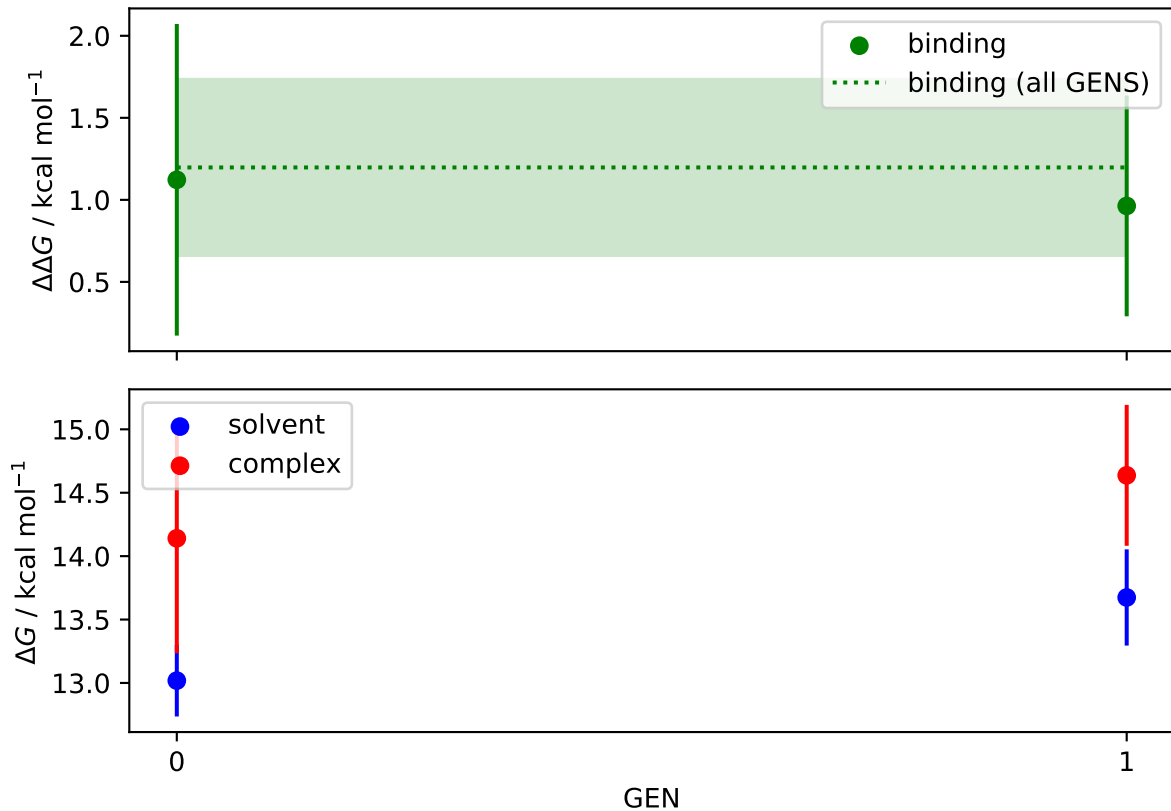 2.0
1.5
1.0
0.5
ΔΔG / kcal mol⁻¹
binding
binding (all GENS)
15.0
14.5
14.0
13.5
13.0
ΔG / kcal mol⁻¹
solvent
complex
0
1
GEN